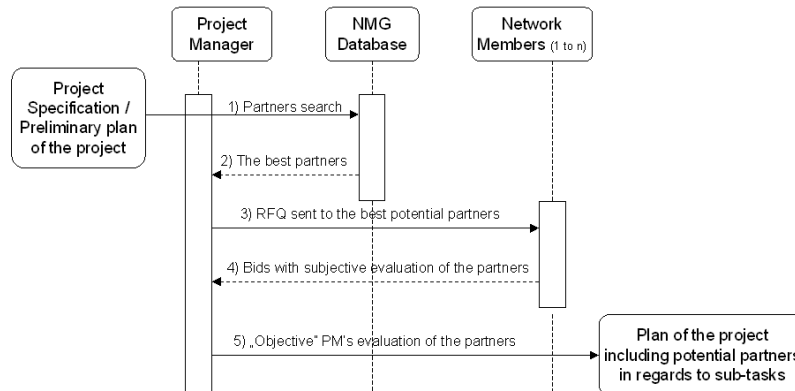 Project
Manager
NMG
Database
Network
Members (1 to n)
Project
Specification /
Preliminary plan
of the project
1) Partners search
2) The best partners
3) RFQ sent to the best potential partners
4) Bids with subjective evaluation of the partners
5) „Objective“ PM's evaluation of the partners
Plan of the project
including potential partners
in regards to sub-tasks